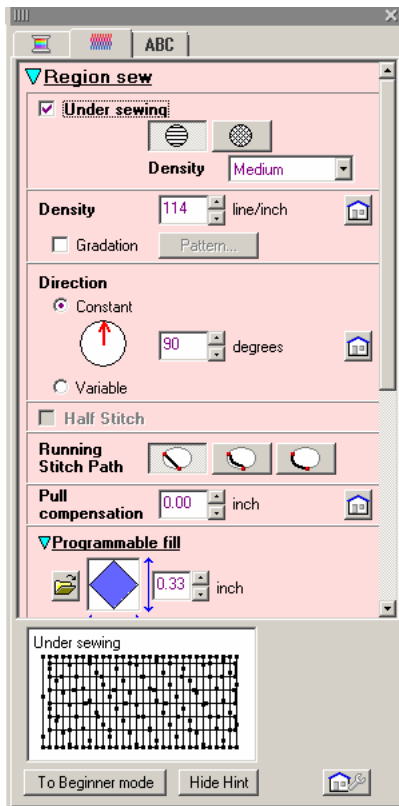 ABC
Region sew
Under sewing
Density Medium
Density 114 line/inch
Gradation Pattern...
Direction
Constant
90 degrees
Variable
Half Stitch
Running
Stitch Path
Pull
compensation 0.00 inch
Programmable fill
0.33 inch
Under sewing
To Beginner mode Hide Hint